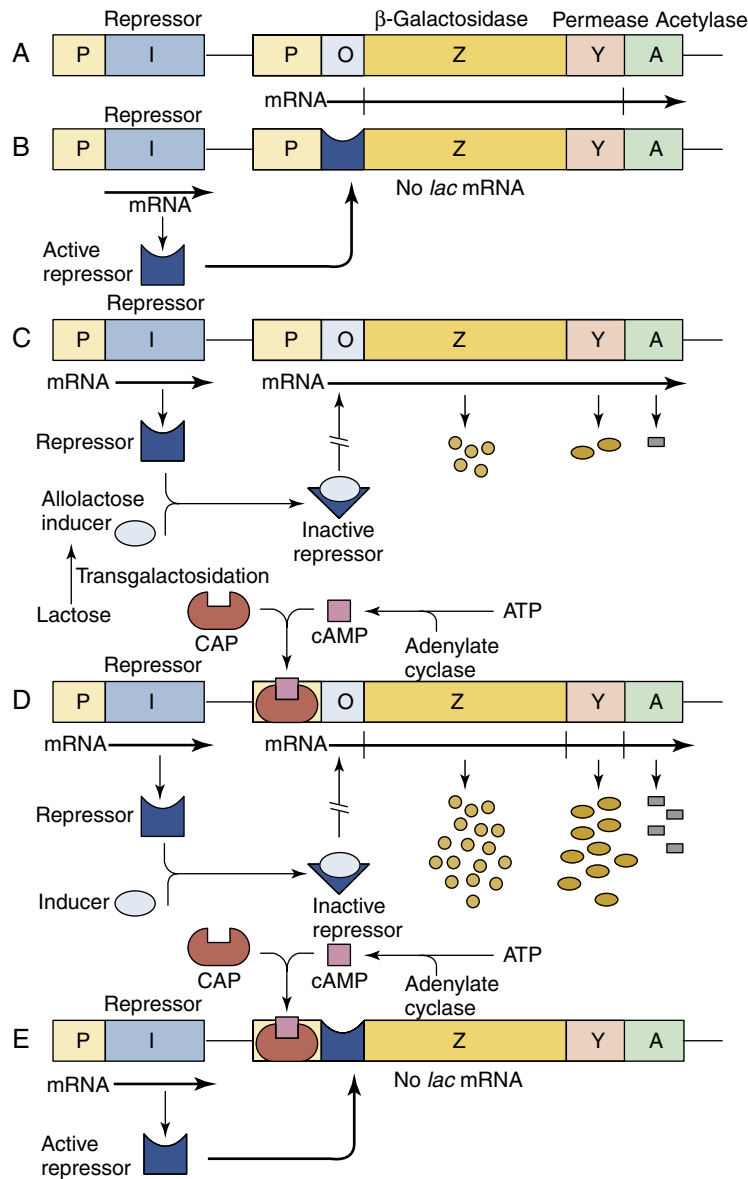 Repressor β-Galactosidase Permease Acetylase
A P I P O Z Y A
mRNA
Repressor
B P I P Z Y A
mRNA No lac mRNA
Active
repressor
Repressor
C P I P O Z Y A
mRNA mRNA
Repressor
Allolactose
inducer
Inactive
repressor
Transgalactosidation
Lactose
CAP cAMP ATP
Adenylate
cyclase
Repressor
D P I O Z Y A
mRNA mRNA
Repressor
Inducer
Inactive
repressor
CAP cAMP ATP
Adenylate
cyclase
Repressor
E P I Z Y A
mRNA No lac mRNA
Active
repressor